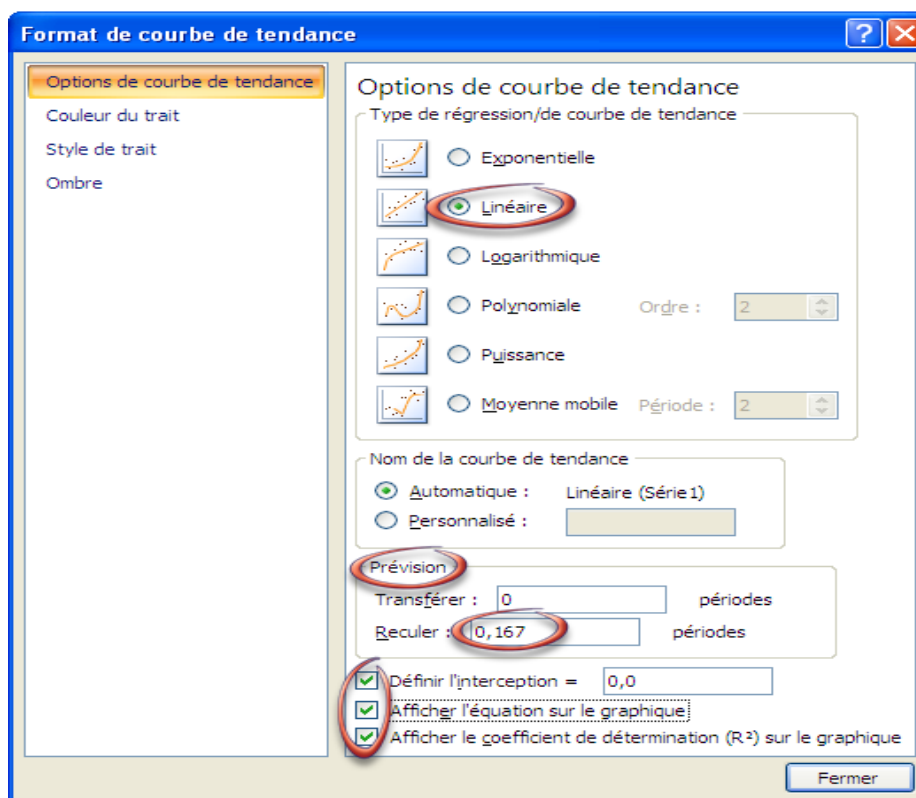 Format de courbe de tendance
Options de courbe de tendance
Couleur du trait
Style de trait
Ombre
Options de courbe de tendance
Type de régression/de courbe de tendance
Exponentielle
Linéaire
Logarithmique
Polynomiale Ordre : 2
Puissance
Moyenne mobile Période : 2
Nom de la courbe de tendance
Automatique : Linéaire (Série1)
Personnalisé :
Prévision
Transférer : 0 périodes
Reculer : 0,167 périodes
Définir l'interception = 0,0
Afficher l'équation sur le graphique
Afficher le coefficient de détermination (R²) sur le graphique
Fermer